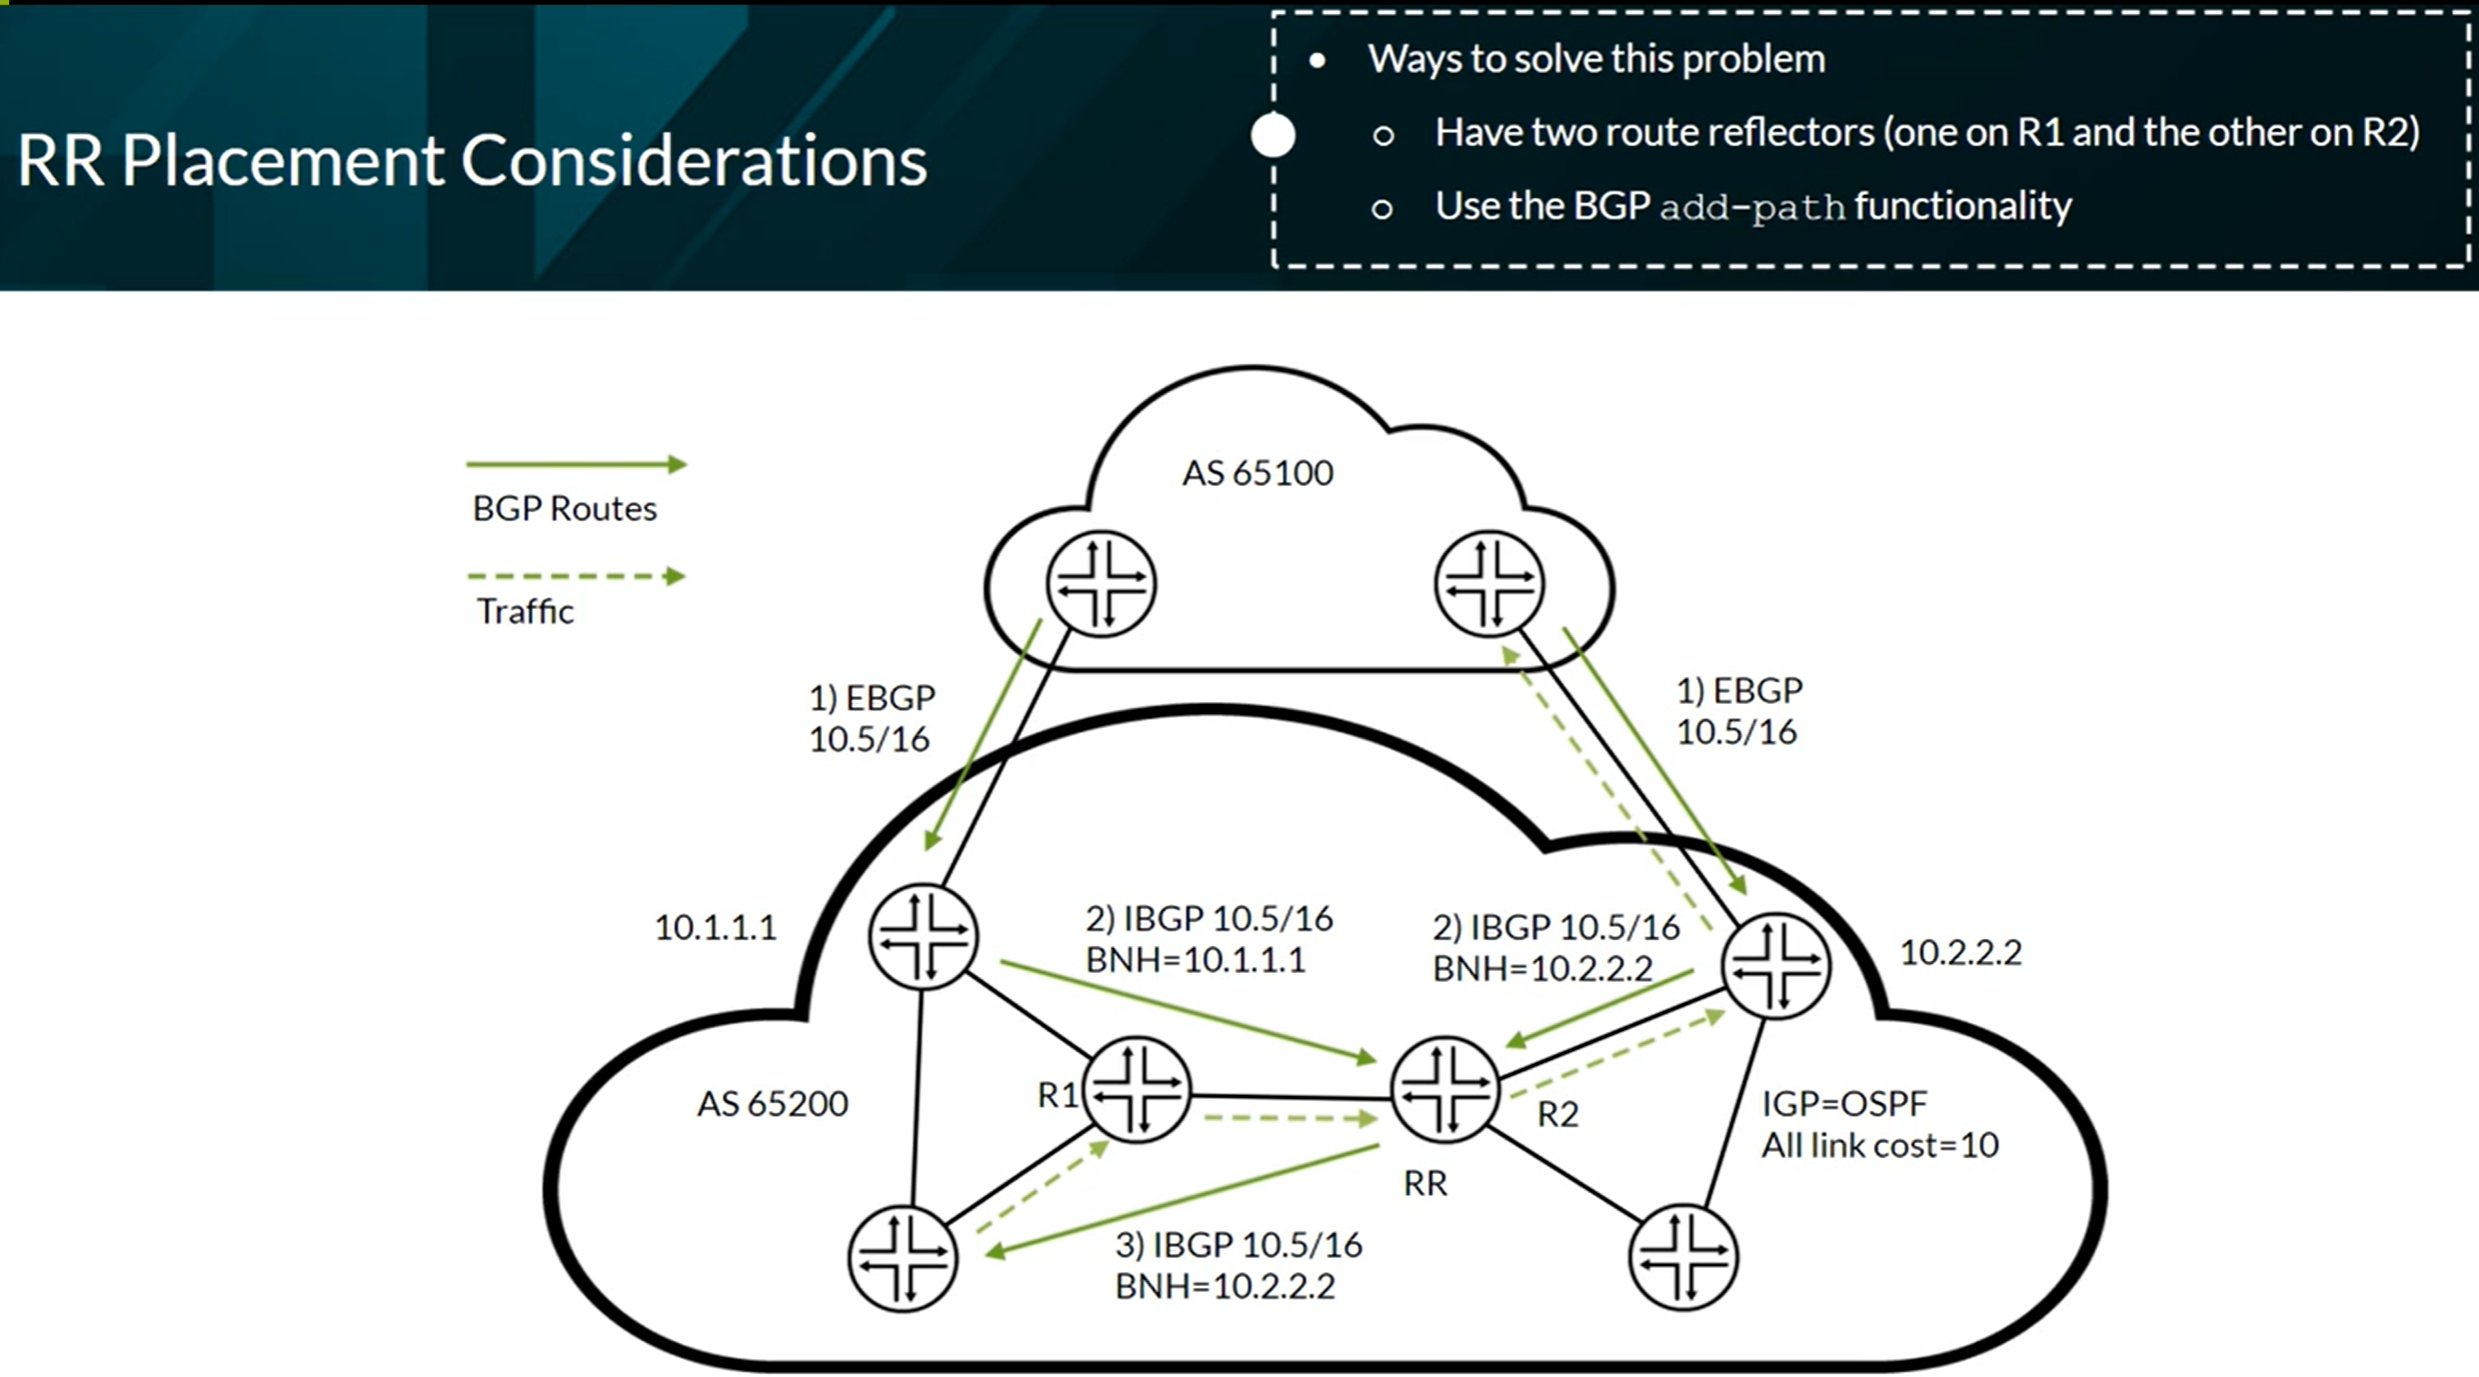 RR Placement Considerations
• Ways to solve this problem
○ Have two route reflectors (one on R1 and the other on R2)
○ Use the BGP add-path functionality
AS 65100
BGP Routes
Traffic
1) EBGP
10.5/16
1) EBGP
10.5/16
10.1.1.1
2) IBGP 10.5/16
BNH=10.1.1.1
2) IBGP 10.5/16
BNH=10.2.2.2
10.2.2.2
AS 65200
R1
R2
RR
IGP=OSPF
All link cost=10
3) IBGP 10.5/16
BNH=10.2.2.2